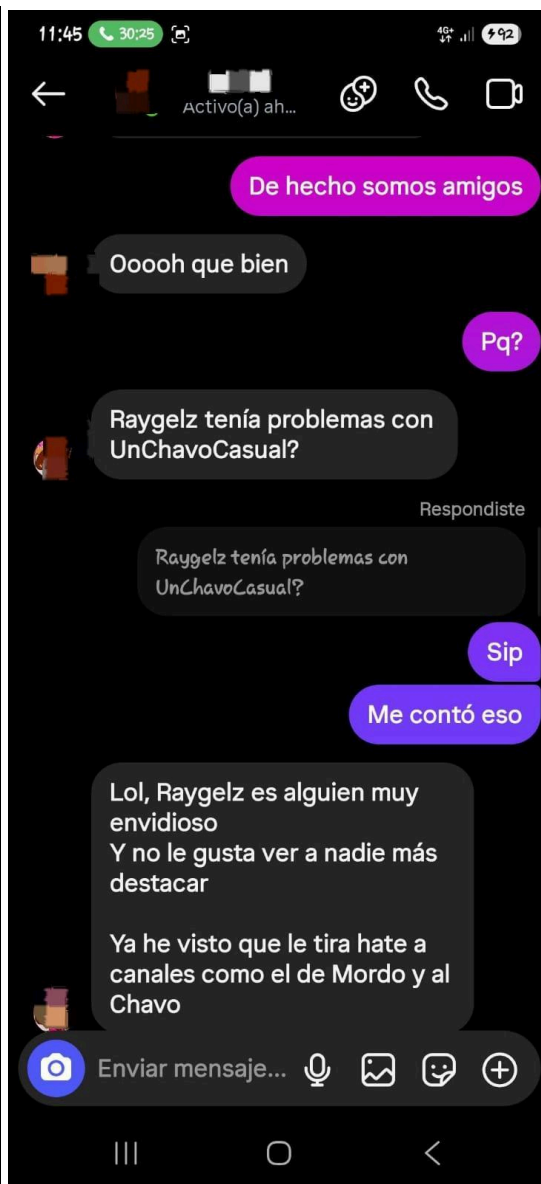 11:45 30:25 4G+ 92
Activo(a) ah...
De hecho somos amigos
Ooooh que bien
Pq?
Raygelz tenía problemas con
UnChavoCasual?
Respondiste
Raygelz tenía problemas con
UnChavoCasual?
Sip
Me contó eso
Lol, Raygelz es alguien muy
envidioso
Y no le gusta ver a nadie más
destacar
Ya he visto que le tira hate a
canales como el de Mordo y al
Chavo
Enviar mensaje...